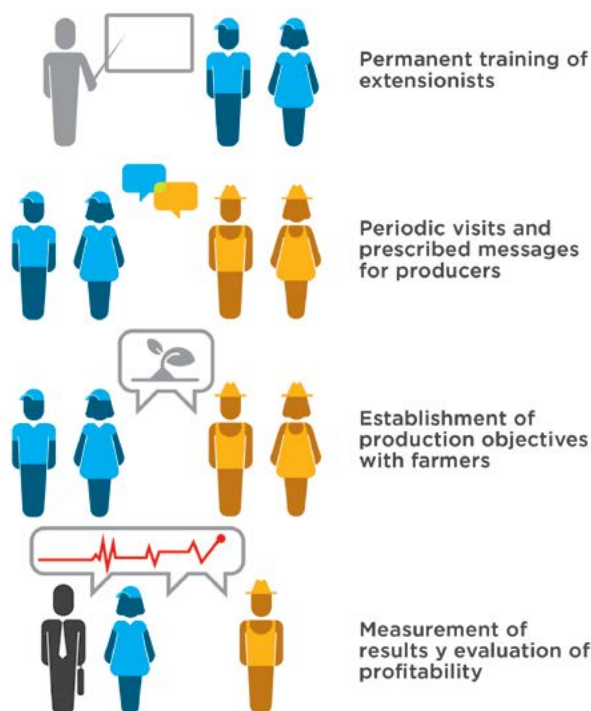 Permanent training of
extensionists
Periodic visits and
prescribed messages
for producers
Establishment of
production objectives
with farmers
Measurement of
results y evaluation of
profitability